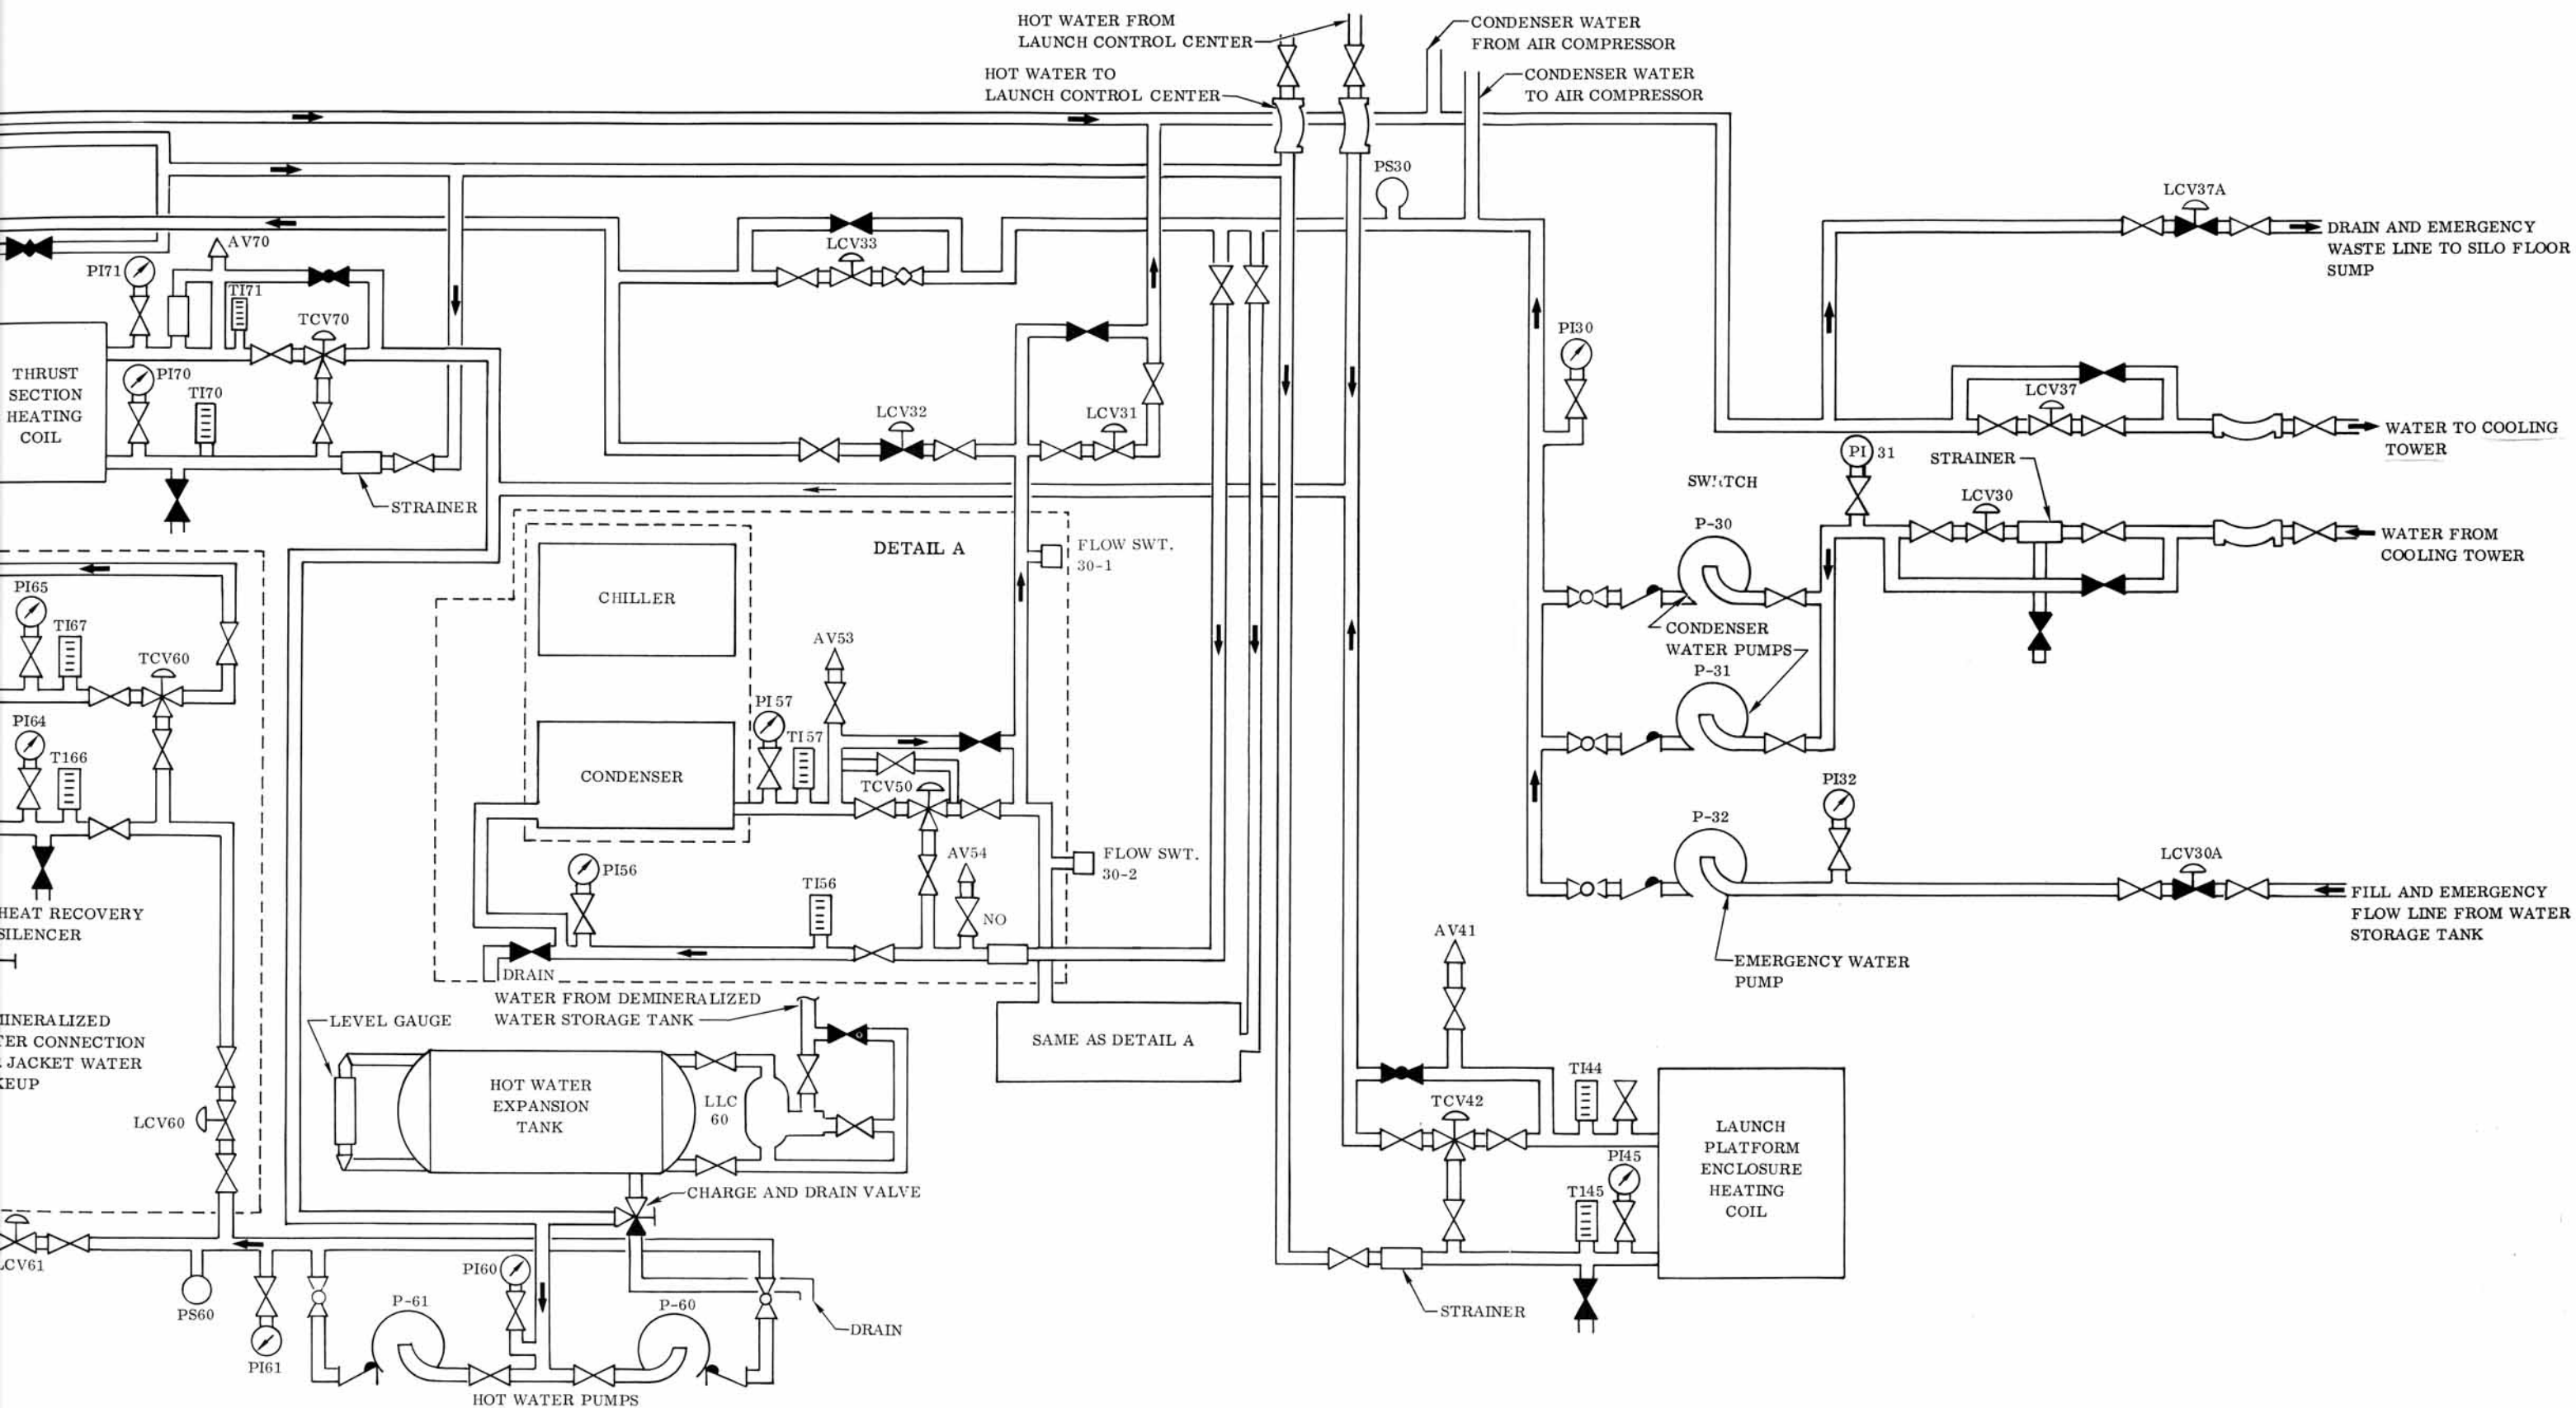 HOT WATER FROM
LAUNCH CONTROL CENTER
CONDENSER WATER
FROM AIR COMPRESSOR
HOT WATER TO
LAUNCH CONTROL CENTER
CONDENSER WATER
TO AIR COMPRESSOR
PS30
LCV37A
DRAIN AND EMERGENCY
WASTE LINE TO SILO FLOOR
SUMP
AV70
PI71
TI71
TCV70
LCV33
PI30
THRUST
SECTION
HEATING
COIL
PI70
TI70
STRAINER
LCV32
LCV31
LCV37
WATER TO COOLING
TOWER
PI 31
STRAINER
SWITCH
LCV30
WATER FROM
COOLING TOWER
P-30
CONDENSER
WATER PUMPS
P-31
DETAIL A
FLOW SWT.
30-1
CHILLER
PI65
TI67
TCV60
AV53
PI 57
TI 57
CONDENSER
TCV50
PI64
T166
PI32
P-32
LCV30A
FILL AND EMERGENCY
FLOW LINE FROM WATER
STORAGE TANK
EMERGENCY WATER
PUMP
PI56
TI56
AV54
NO
FLOW SWT.
30-2
HEAT RECOVERY
SILENCER
DRAIN
WATER FROM DEMINERALIZED
WATER STORAGE TANK
AV41
MINERALIZED
TER CONNECTION
JACKET WATER
KEUP
LEVEL GAUGE
HOT WATER
EXPANSION
TANK
LLC
60
SAME AS DETAIL A
TI44
TCV42
LAUNCH
PLATFORM
ENCLOSURE
HEATING
COIL
PI45
T145
STRAINER
LCV60
CHARGE AND DRAIN VALVE
LCV61
PS60
PI61
P-61
PI60
P-60
DRAIN
HOT WATER PUMPS